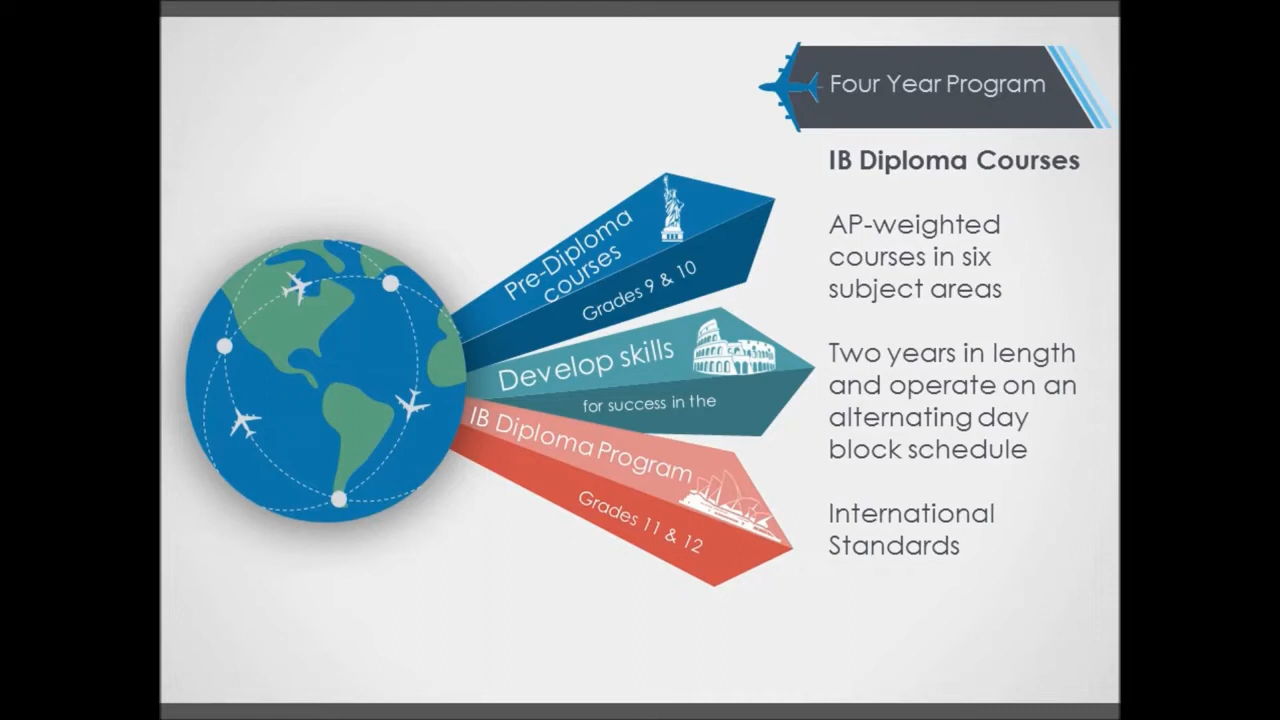 Four Year Program
IB Diploma Courses
AP-weighted
courses in six
subject areas
Two years in length
and operate on an
alternating day
block schedule
International
Standards
Pre-Diploma
courses
Grades 9 & 10
Develop skills
for success in the
IB Diploma Program
Grades 11 & 12